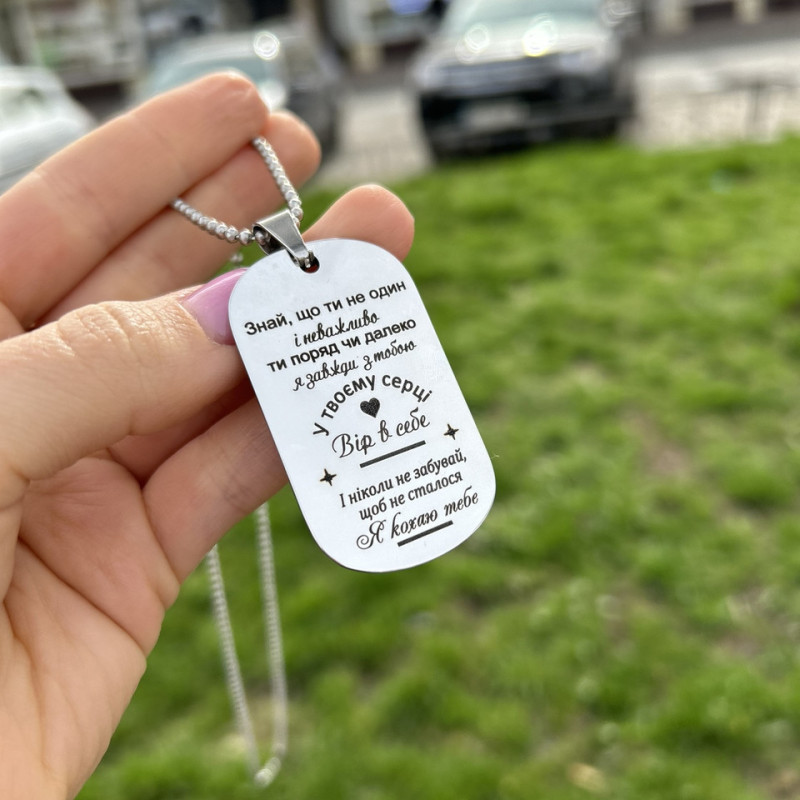 Знай, що ти не один
і неважливо
ти поряд чи далеко
я завжди з тобою
у твоєму серці
Вір в себе
І ніколи не забувай,
щоб не сталося
Я кохаю тебе